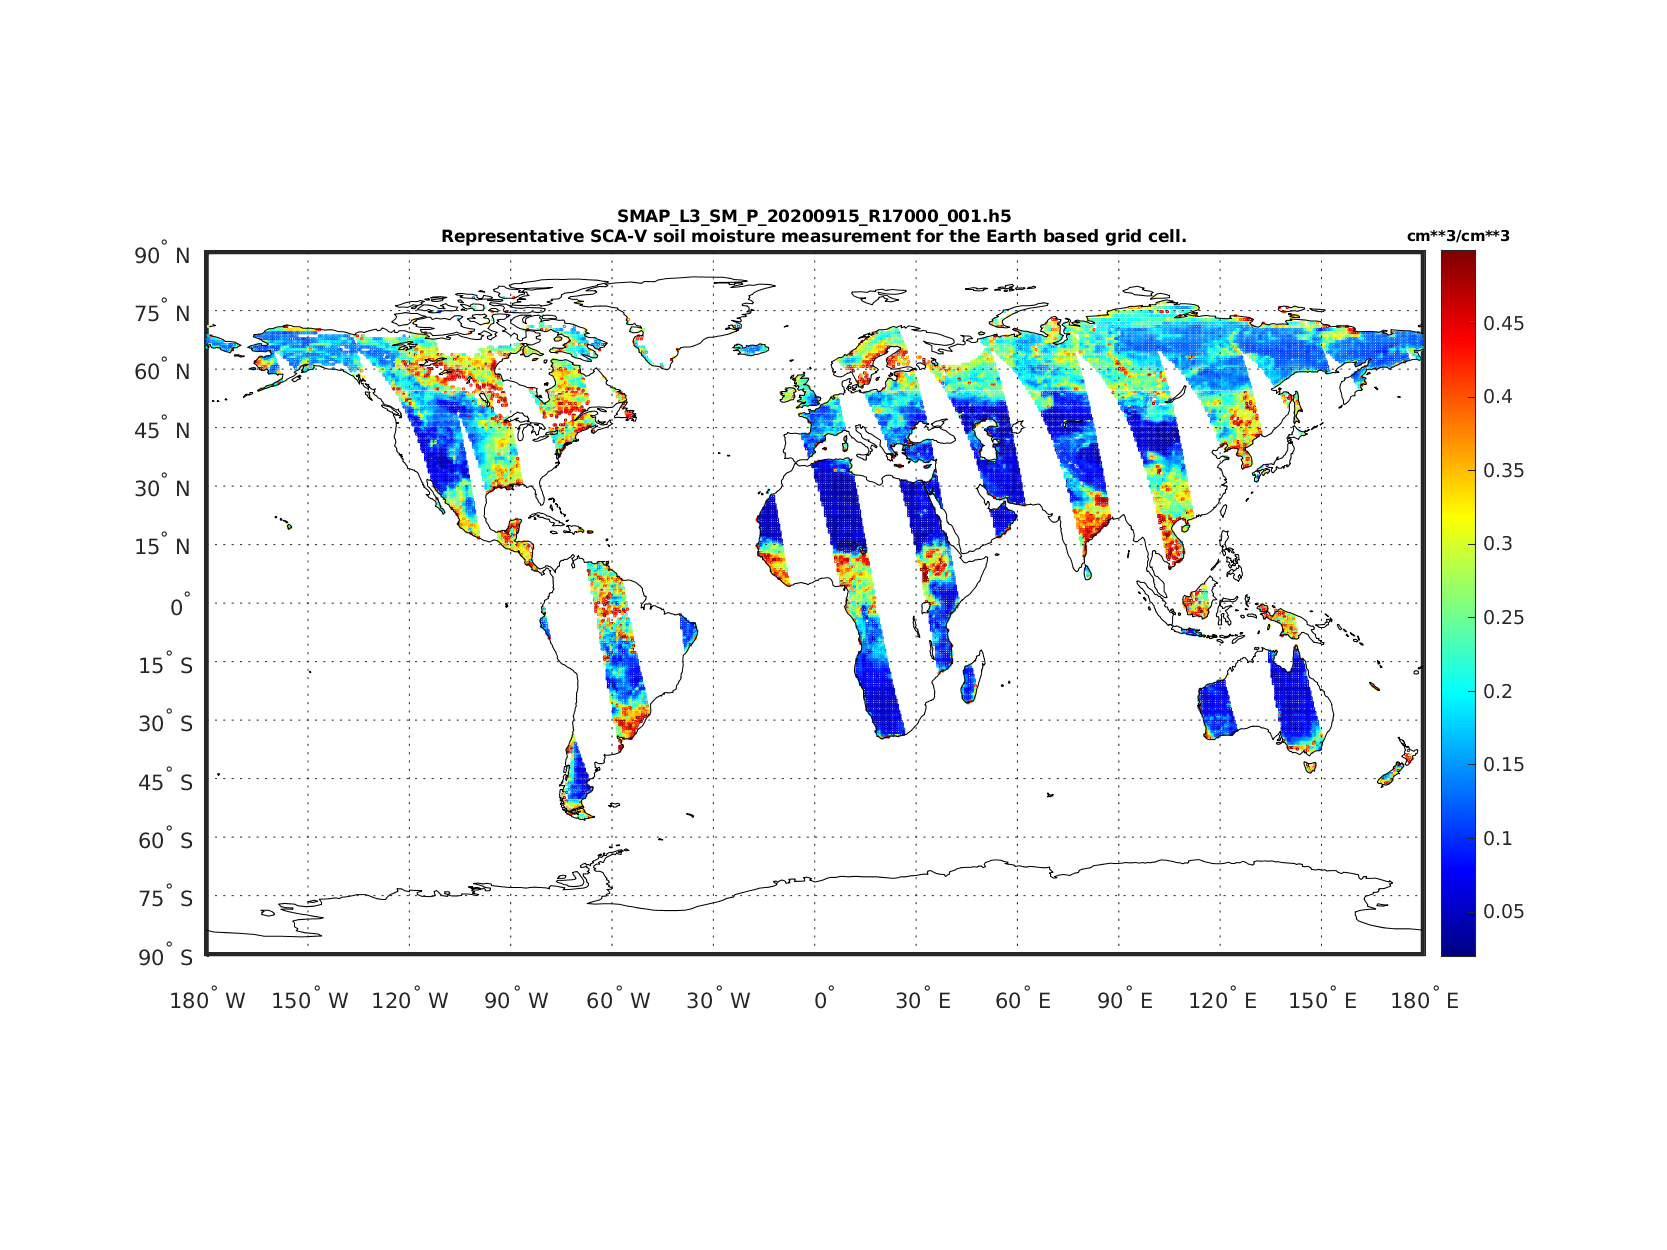 SMAP_L3_SM_P_20200915_R17000_001.h5
Representative SCA-V soil moisture measurement for the Earth based grid cell.
cm**3/cm**3
90° N
75° N
60° N
45° N
30° N
15° N
0°
15° S
30° S
45° S
60° S
75° S
90° S
180° W 150° W 120° W 90° W 60° W 30° W 0° 30° E 60° E 90° E 120° E 150° E 180° E
0.45
0.4
0.35
0.3
0.25
0.2
0.15
0.1
0.05